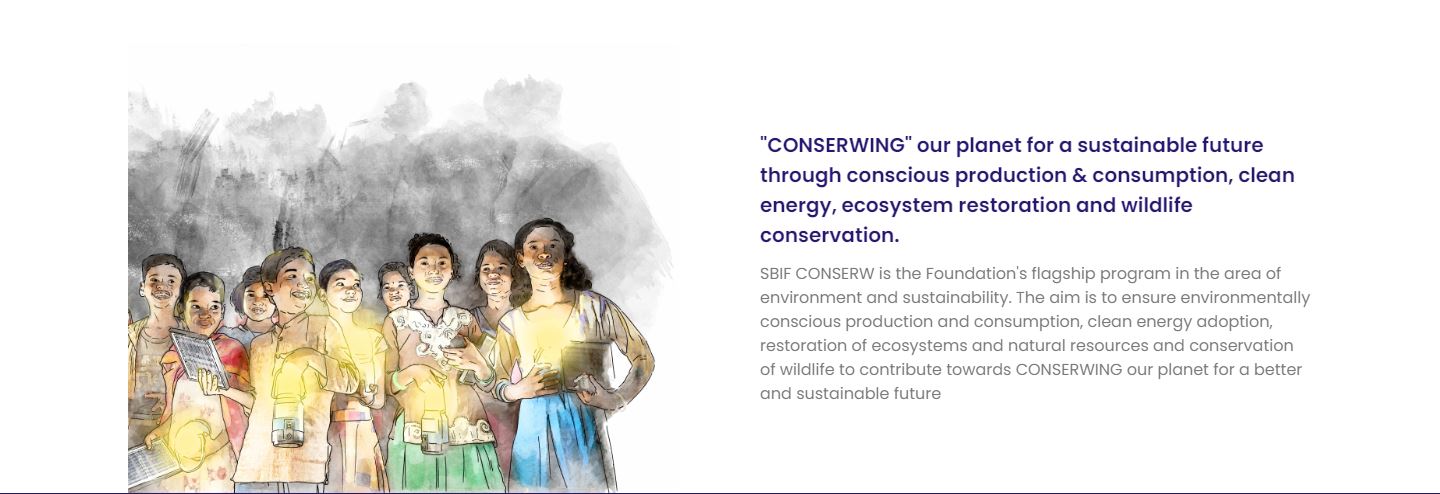 "CONSERWING" our planet for a sustainable future
through conscious production & consumption, clean
energy, ecosystem restoration and wildlife
conservation.
SBIF CONSERW is the Foundation's flagship program in the area of
environment and sustainability. The aim is to ensure environmentally
conscious production and consumption, clean energy adoption,
restoration of ecosystems and natural resources and conservation
of wildlife to contribute towards CONSERWING our planet for a better
and sustainable future